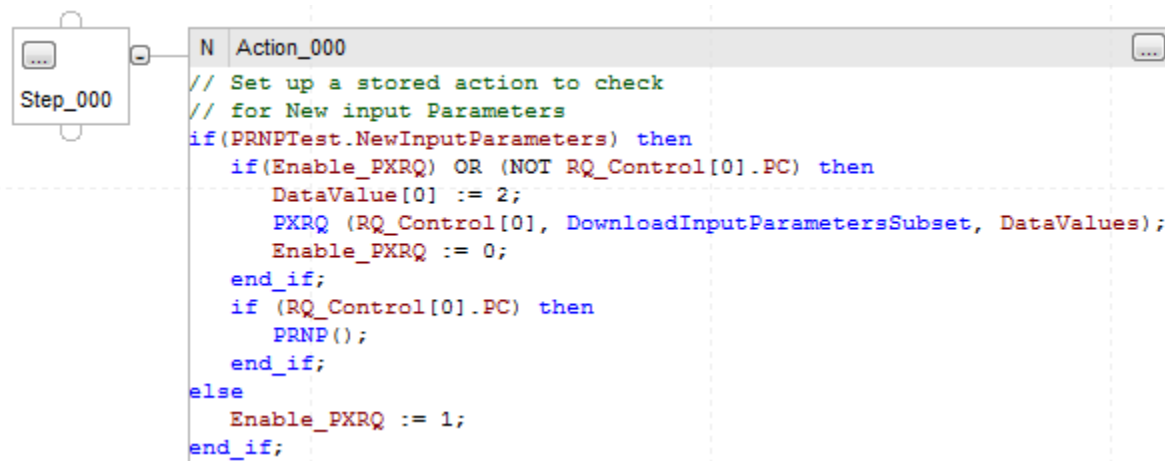 ...
Step_000
-
N Action_000 ...
// Set up a stored action to check
// for New input Parameters
if(PRNPTest.NewInputParameters) then
if(Enable_PXRQ) OR (NOT RQ_Control[0].PC) then
DataValue[0] := 2;
PXRQ (RQ_Control[0], DownloadInputParametersSubset, DataValues);
Enable_PXRQ := 0;
end_if;
if (RQ_Control[0].PC) then
PRNP();
end_if;
else
Enable_PXRQ := 1;
end_if;